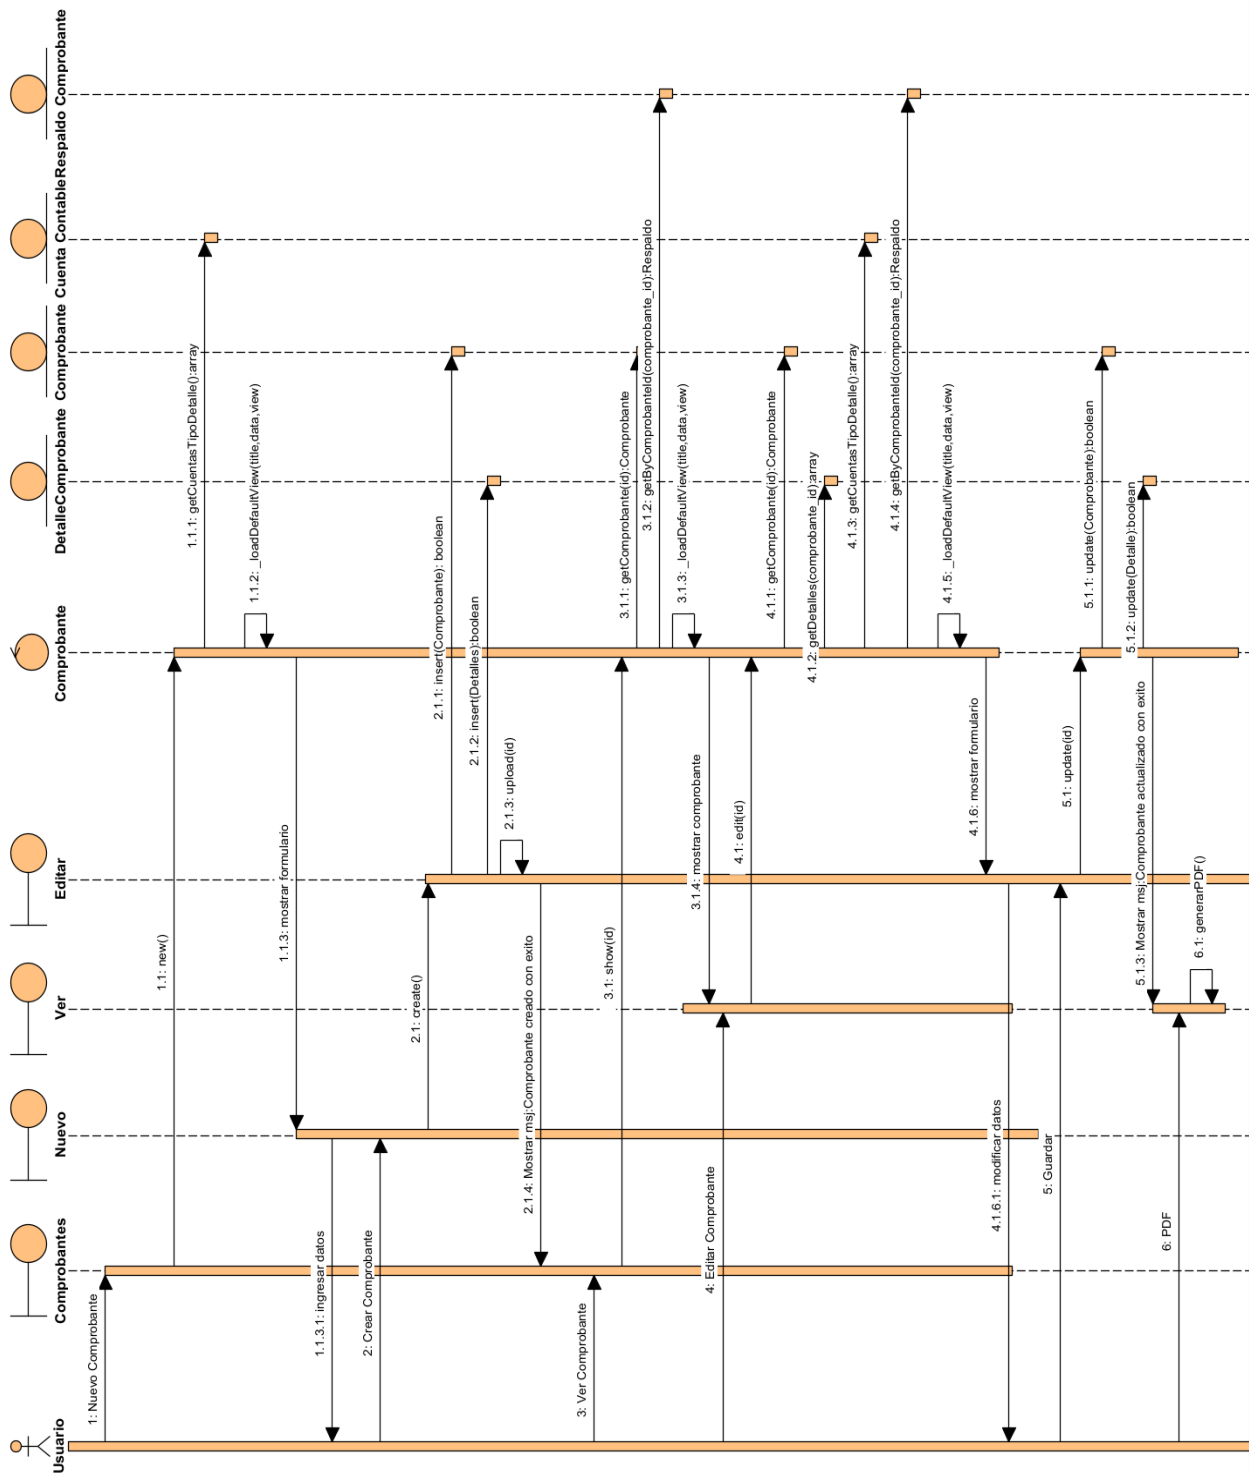 Usuario
Comprobantes
Nuevo
Ver
Editar
Comprobante
DetalleComprobante
Comprobante
Cuenta Contable
Respaldo Comprobante
1: Nuevo Comprobante
1.1: new()
1.1.1: getCuentasTipoDetalle():array
1.1.2: _loadDefaultView(title,data,view)
1.1.3: mostrar formulario
1.1.3.1: ingresar datos
2: Crear Comprobante
2.1: create()
2.1.1: insert(Comprobante): boolean
2.1.2: insert(Detalles):boolean
2.1.3: upload(id)
2.1.4: Mostrar msj:Comprobante creado con exito
3: Ver Comprobante
3.1: show(id)
3.1.1: getComprobante(id):Comprobante
3.1.2: getByComprobanteId(comprobante_id):Respaldo
3.1.3: _loadDefaultView(title,data,view)
3.1.4: mostrar comprobante
4: Editar Comprobante
4.1: edit(id)
4.1.1: getComprobante(id):Comprobante
4.1.2: getDetalles(comprobante_id):array
4.1.3: getCuentasTipoDetalle():array
4.1.4: getByComprobanteId(comprobante_id):Respaldo
4.1.5: _loadDefaultView(title,data,view)
4.1.6: mostrar formulario
4.1.6.1: modificar datos
5: Guardar
5.1: update(id)
5.1.1: update(Comprobante):boolean
5.1.2: update(Detalle):boolean
5.1.3: Mostrar msj:Comprobante actualizado con exito
6: PDF
6.1: generarPDF()